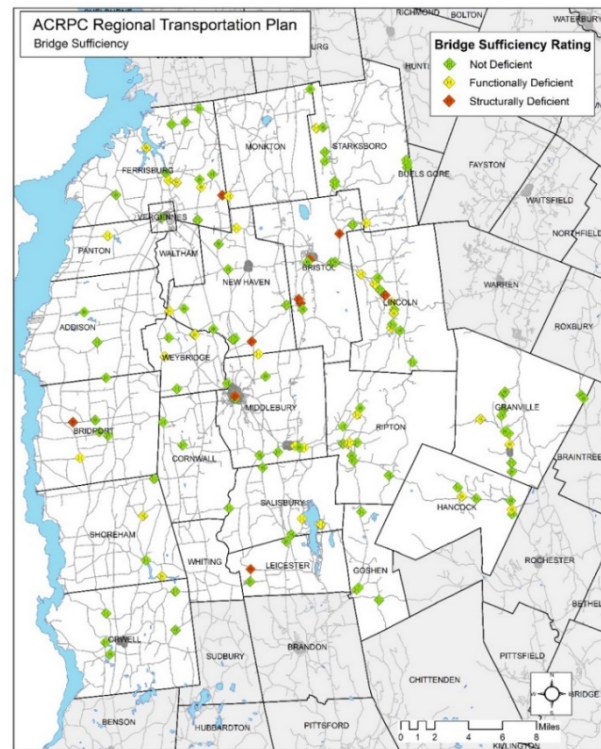 ACRPC Regional Transportation Plan
Bridge Sufficiency
Bridge Sufficiency Rating
Not Deficient
Functionally Deficient
Structurally Deficient
RICHMOND
BOLTON
WATERBURY
MONKTON
STARKSBORO
FERRISBURG
BUELS GORE
FAYSTON
WAITSFIELD
VERGENNES
NORTHFIELD
PANTON
WALTHAM
BRISTOL
NEW HAVEN
LINCOLN
WARREN
ADDISON
ROXBURY
WEYBRIDGE
GRANVILLE
MIDDLEBURY
RIPTON
BRIDPORT
BRAINTREE
CORNWALL
SALISBURY
HANCOCK
SHOREHAM
WHITING
LEICESTER
GOSHEN
ROCHESTER
BETHEL
ORWELL
SUDBURY
BRANDON
PITTSFIELD
CHITTENDEN
BENSON
HUBBARDTON
PITTSFORD
BRIDGE
N
W
E
S
0 1 2 4 6 8
Miles
KILLINGTON